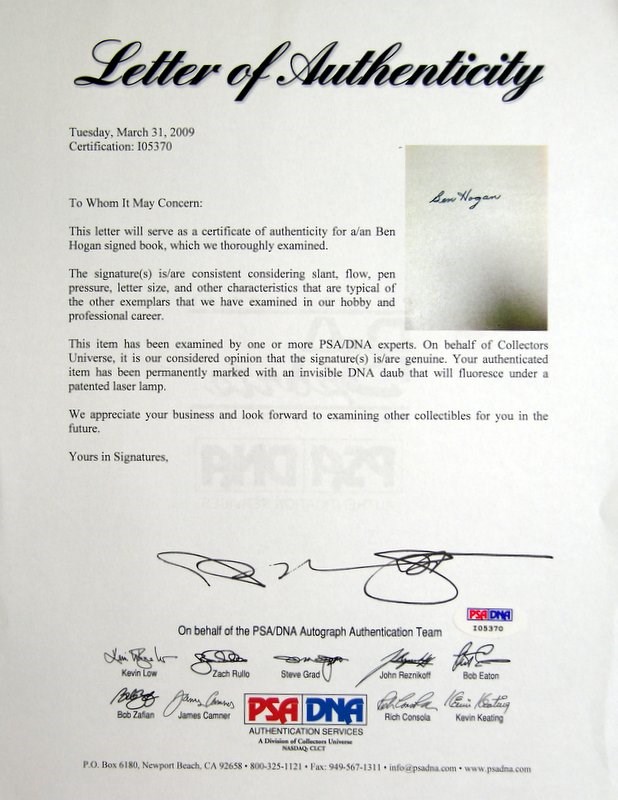 Letter of Authenticity
Tuesday, March 31, 2009
Certification: I05370
Ben Hogan
To Whom It May Concern:
This letter will serve as a certificate of authenticity for a/an Ben
Hogan signed book, which we thoroughly examined.
The signature(s) is/are consistent considering slant, flow, pen
pressure, letter size, and other characteristics that are typical of
the other exemplars that we have examined in our hobby and
professional career.
This item has been examined by one or more PSA/DNA experts. On behalf of Collectors
Universe, it is our considered opinion that the signature(s) is/are genuine. Your authenticated
item has been permanently marked with an invisible DNA daub that will fluoresce under a
patented laser lamp.
We appreciate your business and look forward to examining other collectibles for you in the
future.
Yours in Signatures,
PSA DNA
I05370
On behalf of the PSA/DNA Autograph Authentication Team
Kevin Low Zach Rullo Steve Grad John Reznikoff Bob Eaton
James Camner Rich Consola Kevin Keating
Bob Zafian James Camner Rich Consola Kevin Keating
PSA DNA
AUTHENTICATION SERVICES
A Division of Collectors Universe
NASDAQ: CLCT
P.O. Box 6180, Newport Beach, CA 92658 • 800-325-1121 • Fax: 949-567-1311 • info@psadna.com • www.psadna.com